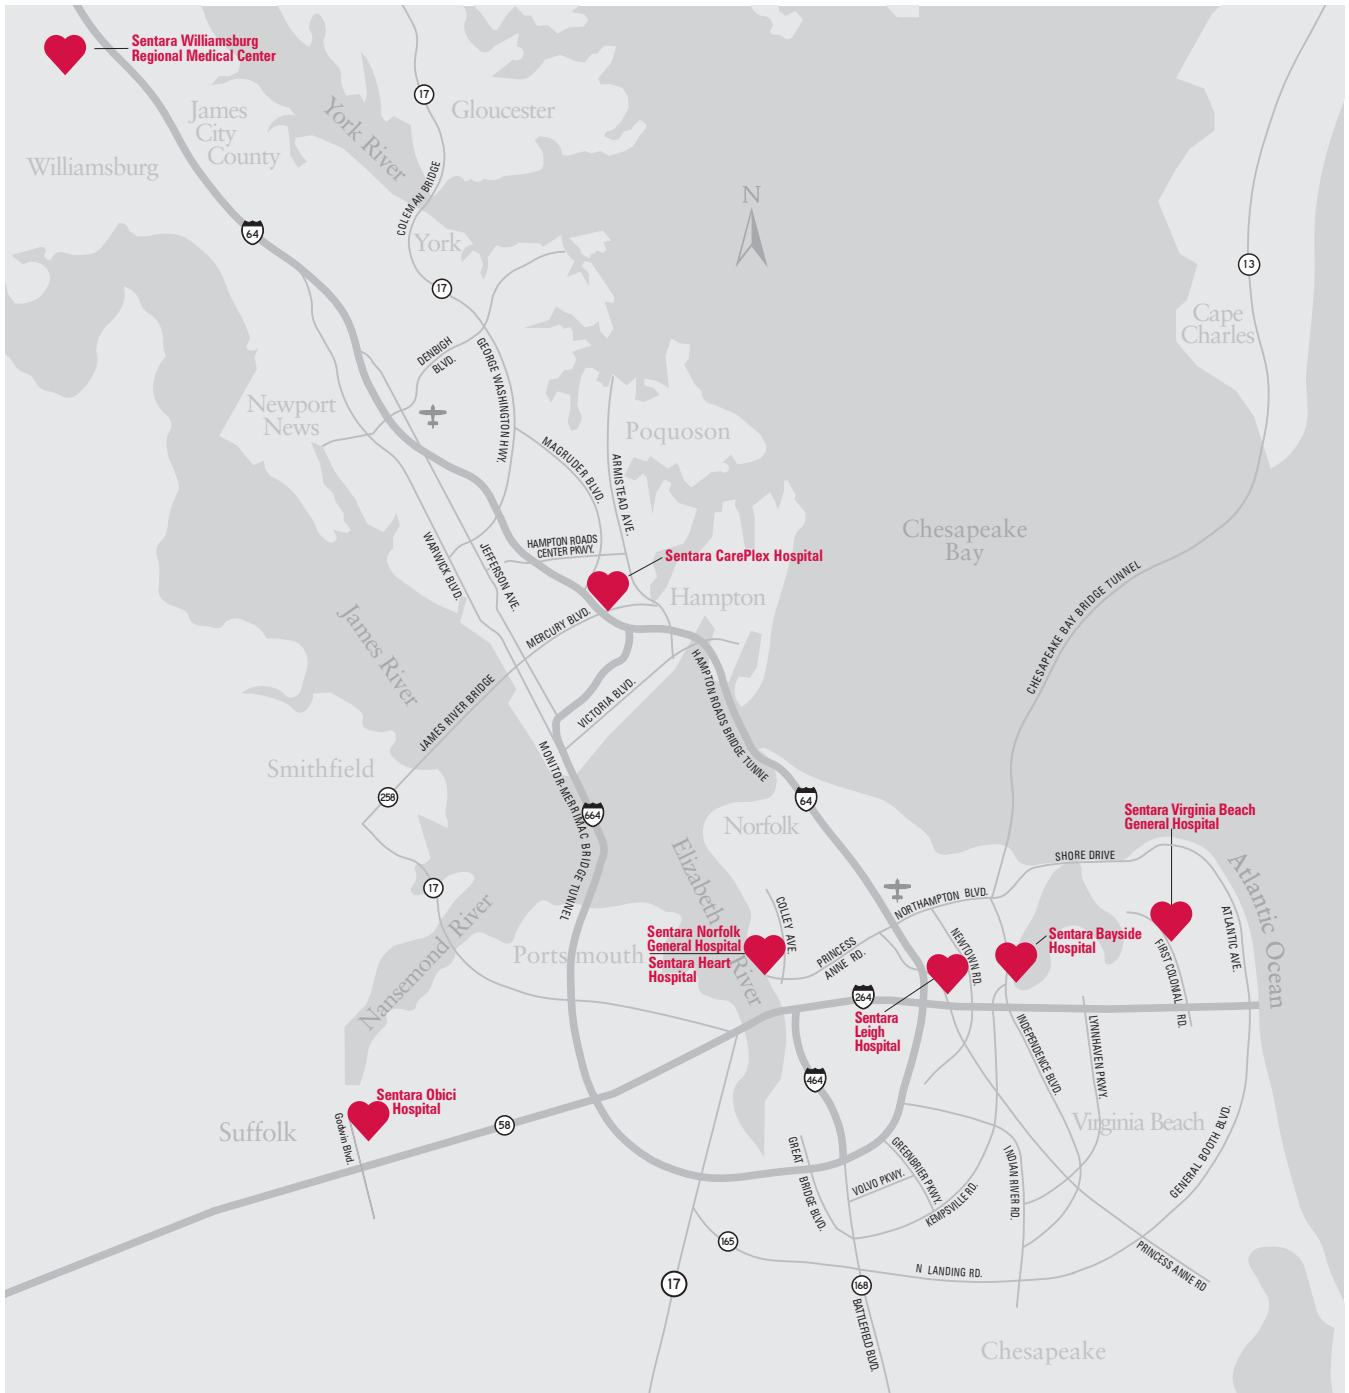 Sentara Williamsburg
Regional Medical Center
17
Gloucester
James
City
County
York River
Williamsburg
COLEMAN BRIDGE
N
64
York
13
17
Cape
Charles
DENBIGH
BLVD.
GEORGE WASHINGTON HWY.
Newport
News
Poquoson
MAGRUDER BLVD.
ARMISTEAD AVE.
Chesapeake
Bay
WARWICK BLVD.
JEFFERSON AVE.
HAMPTON ROADS
CENTER PKWY.
Sentara CarePlex Hospital
Hampton
CHESAPEAKE BAY BRIDGE TUNNEL
James River
MERCURY BLVD.
JAMES RIVER BRIDGE
VICTORIA BLVD.
HAMPTON ROADS BRIDGE TUNNE
MONITOR-MERRIMAC BRIDGE TUNNEL
Smithfield
258
664
64
Norfolk
Sentara Virginia Beach
General Hospital
Elizabeth River
SHORE DRIVE
Atlantic Ocean
17
Nansemond River
COLLEY AVE.
NORTHAMPTON BLVD.
ATLANTIC AVE.
Portsmouth
Sentara Norfolk
General Hospital
Sentara Heart
Hospital
PRINCESS
ANNE RD.
NEWTOWN RD.
Sentara Bayside
Hospital
FIRST COLONIAL RD.
264
Sentara
Leigh
Hospital
INDEPENDENCE BLVD.
LYNNHAVEN PKWY.
464
Sentara Obici
Hospital
Godwin Blvd.
Suffolk
58
Virginia Beach
GREAT BRIDGE BLVD.
GREENBRIER PKWY.
VOLVO PKWY.
KEMPSVILLE RD.
INDIAN RIVER RD.
GENERAL BOOTH BLVD.
165
N LANDING RD.
PRINCESS ANNE RD
17
168
BATTLEFIELD BLVD.
Chesapeake